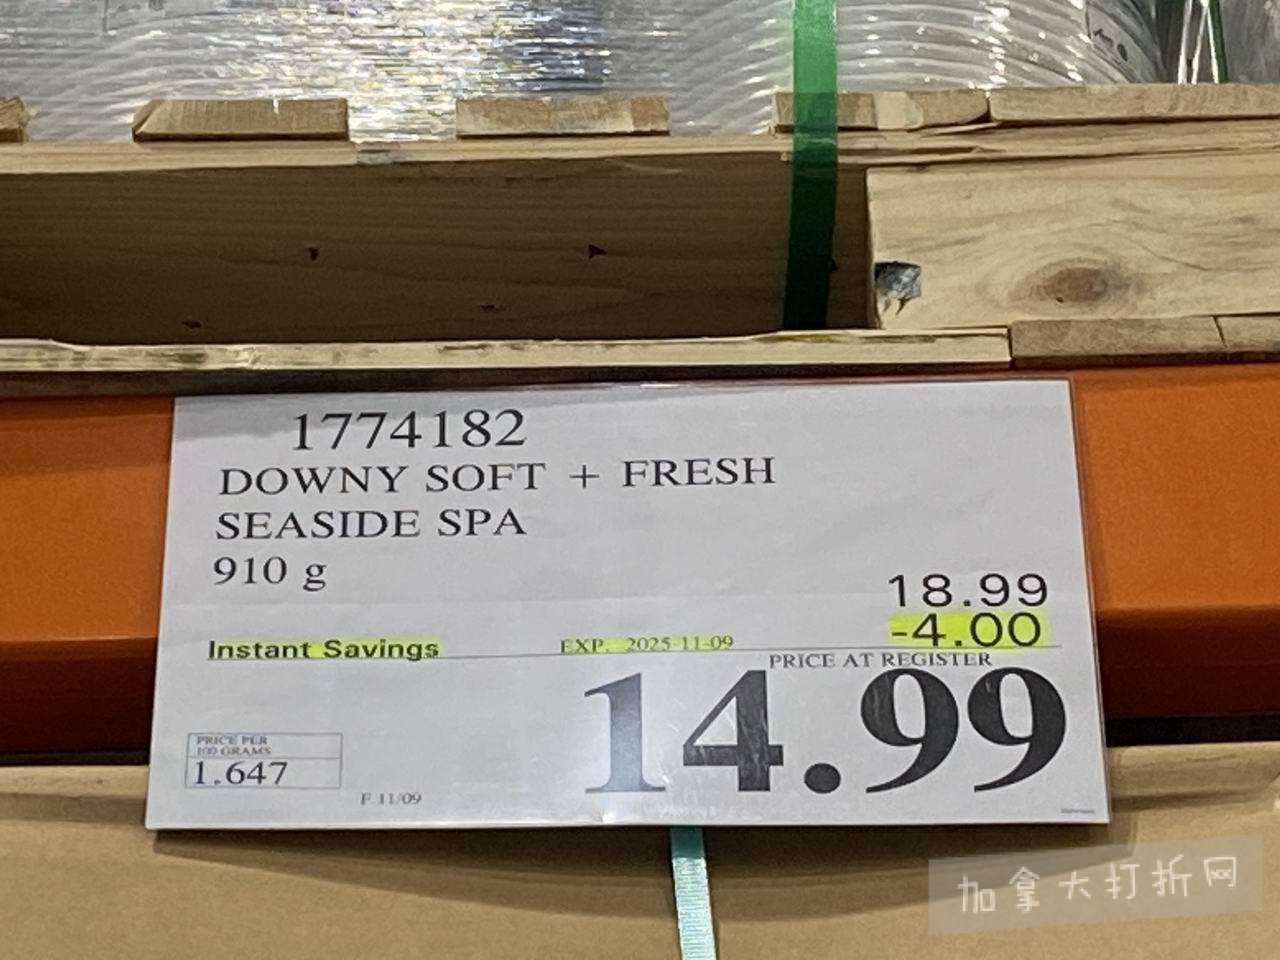 1774182
DOWNY SOFT + FRESH
SEASIDE SPA
910 g
18.99
-4.00
Instant Savings EXP. 2025-11-09
PRICE AT REGISTER
14.99
PRICE PER
100 GRAMS
1.647
F 11/09
加拿大打折网